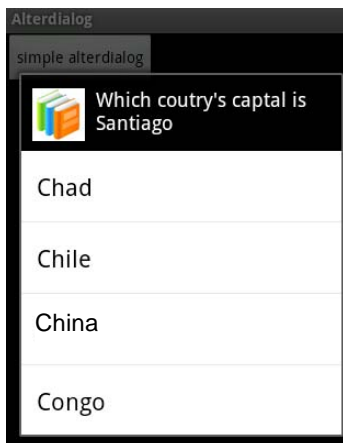 Alterdialog
simple alterdialog
Which coutry's captal is
Santiago
Chad
Chile
China
Congo